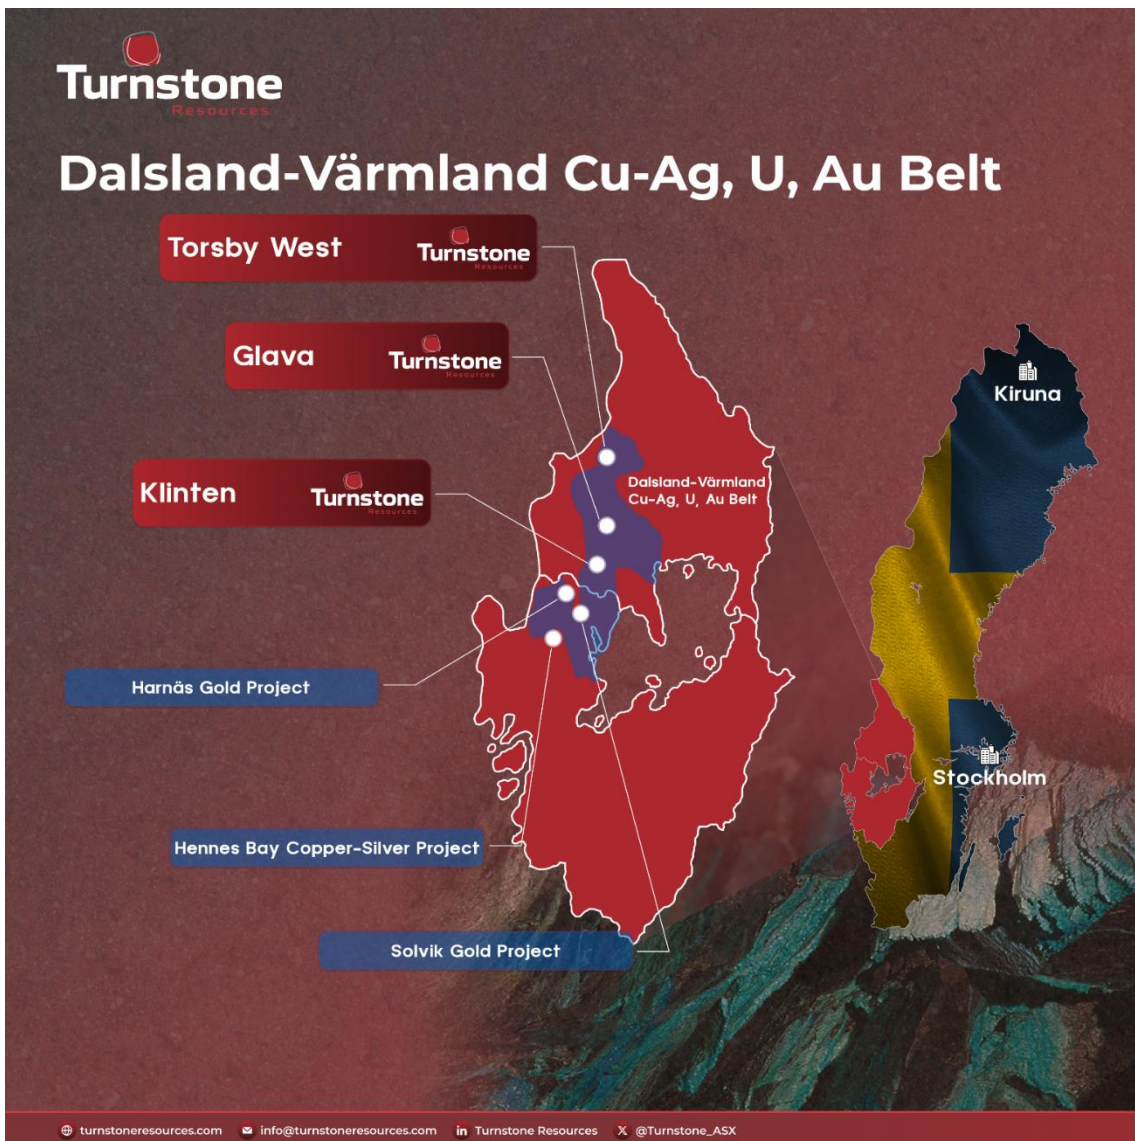 Turnstone
Resources
Dalsland-Värmland Cu-Ag, U, Au Belt
Torsby West
Turnstone
Resources
Glava
Turnstone
Resources
Klinten
Turnstone
Resources
Dalsland-Värmland
Cu-Ag, U, Au Belt
Kiruna
Stockholm
Harnäs Gold Project
Hennes Bay Copper-Silver Project
Solvik Gold Project
turnstoneresources.com
info@turnstoneresources.com
in Turnstone Resources
X @Turnstone_ASX